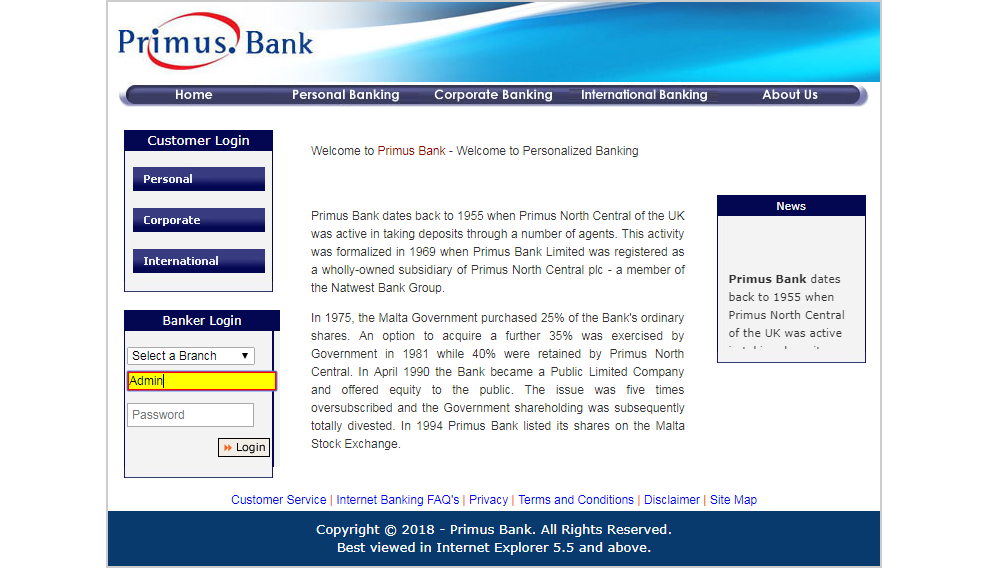 Primus. Bank
Home Personal Banking Corporate Banking International Banking About Us
Customer Login
Personal
Corporate
International
Banker Login
Select a Branch
Admin
Password
Login
Welcome to Primus Bank - Welcome to Personalized Banking
Primus Bank dates back to 1955 when Primus North Central of the UK
was active in taking deposits through a number of agents. This activity
was formalized in 1969 when Primus Bank Limited was registered as
a wholly-owned subsidiary of Primus North Central plc - a member of
the Natwest Bank Group.
In 1975, the Malta Government purchased 25% of the Bank's ordinary
shares. An option to acquire a further 35% was exercised by
Government in 1981 while 40% were retained by Primus North
Central. In April 1990 the Bank became a Public Limited Company
and offered equity to the public. The issue was five times
oversubscribed and the Government shareholding was subsequently
totally divested. In 1994 Primus Bank listed its shares on the Malta
Stock Exchange.
News
Primus Bank dates
back to 1955 when
Primus North Central
of the UK was active
Customer Service | Internet Banking FAQ's | Privacy | Terms and Conditions | Disclaimer | Site Map
Copyright © 2018 - Primus Bank. All Rights Reserved.
Best viewed in Internet Explorer 5.5 and above.